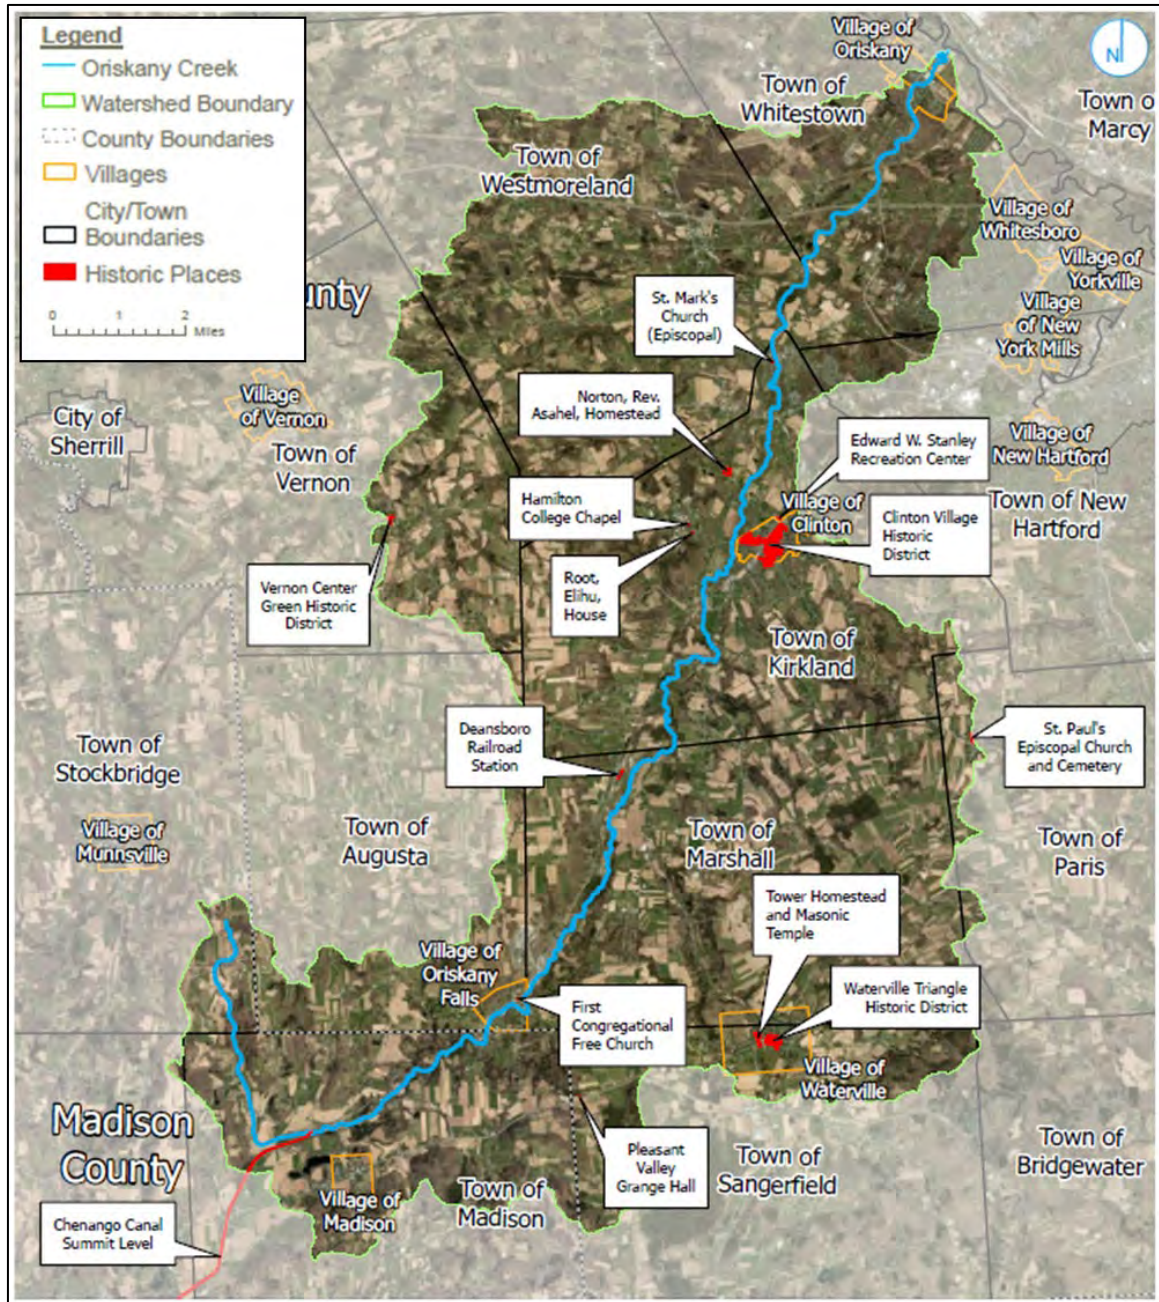 Legend
Oriskany Creek
Watershed Boundary
County Boundaries
Villages
City/Town
Boundaries
Historic Places
0 1 2
Miles
unty
Village of
Oriskany
N
Town of
Whitestown
Town o
Marcy
Town of
Westmoreland
Village of
Whitesboro
Village of
Yorkville
Village
of New
York Mills
St. Mark's
Church
(Episcopal)
Norton, Rev.
Asahel, Homestead
City of
Sherrill
Village
of Vernon
Town of
Vernon
Edward W. Stanley
Recreation Center
Village of
New Hartford
Town of New
Hartford
Hamilton
College Chapel
Village of
Clinton
Clinton Village
Historic
District
Vernon Center
Green Historic
District
Root,
Elihu,
House
Town of
Kirkland
Deansboro
Railroad
Station
St. Paul's
Episcopal Church
and Cemetery
Town of
Stockbridge
Village of
Munnsville
Town of
Augusta
Town of
Marshall
Town of
Paris
Tower Homestead
and Masonic
Temple
Village of
Oriskany
Falls
First
Congregational
Free Church
Waterville Triangle
Historic District
Village of
Waterville
Madison
County
Pleasant
Valley
Grange Hall
Town of
Sangerfield
Town of
Bridgewater
Village of
Madison
Town of
Madison
Chenango Canal
Summit Level